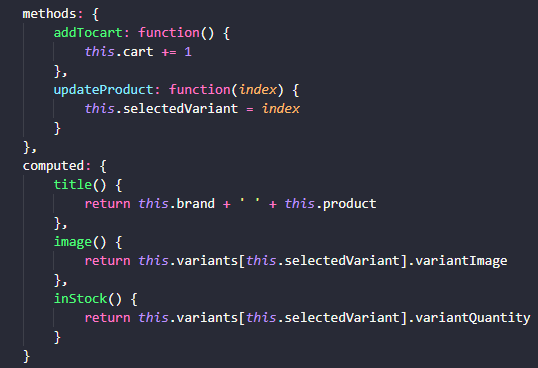 methods: {
    addTocart: function() {
        this.cart += 1
    },
    updateProduct: function(index) {
        this.selectedVariant = index
    }
},
computed: {
    title() {
        return this.brand + ' ' + this.product
    },
    image() {
        return this.variants[this.selectedVariant].variantImage
    },
    inStock() {
        return this.variants[this.selectedVariant].variantQuantity
    }
}